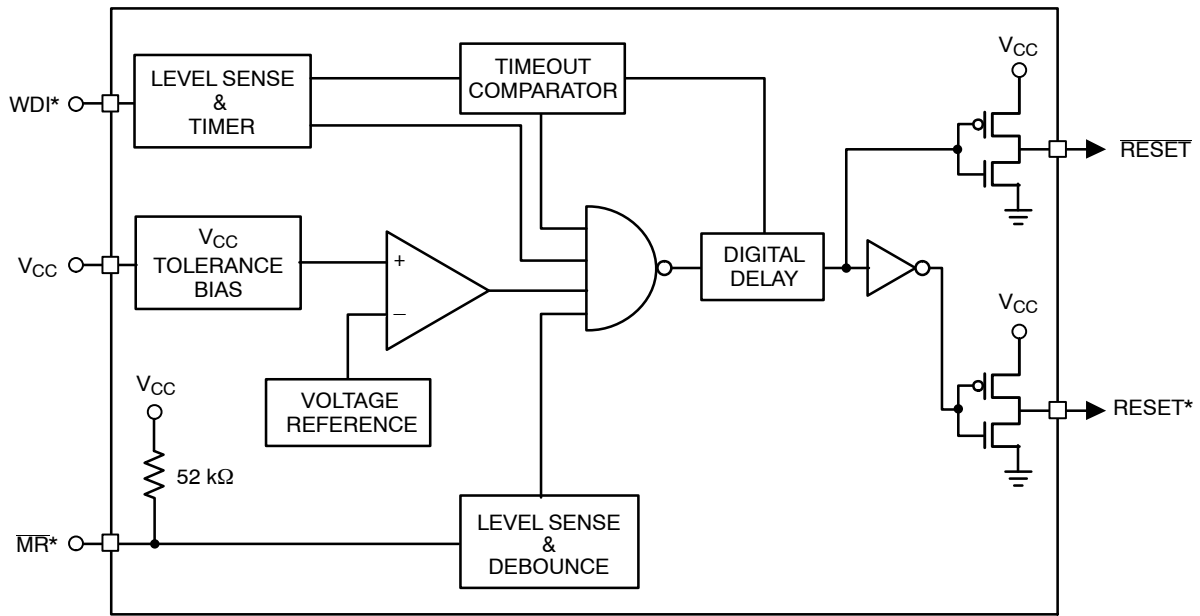 WDI*
LEVEL SENSE
&
TIMER
TIMEOUT
COMPARATOR
VCC
RESET
VCC
VCC
TOLERANCE
BIAS
+
–
DIGITAL
DELAY
VOLTAGE
REFERENCE
VCC
RESET*
VCC
52 kΩ
MR*
LEVEL SENSE
&
DEBOUNCE